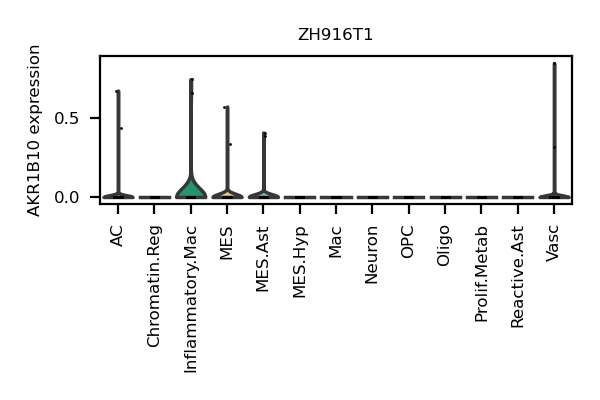 ZH916T1
AKR1B10 expression
0.5
0.0
AC
Chromatin.Reg
Inflammatory.Mac
MES
MES.Ast
MES.Hyp
Mac
Neuron
OPC
Oligo
Prolif.Metab
Reactive.Ast
Vasc